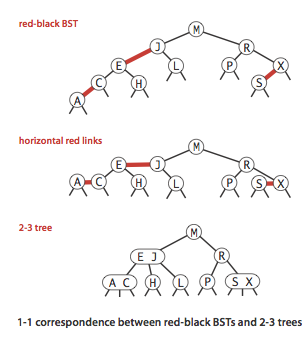 red-black BST
M
J R
E L P X
C H S
A
horizontal red links
M
E J R
A C H L P S X
2-3 tree
M
E J R
A C H L P S X
1-1 correspondence between red-black BSTs and 2-3 trees